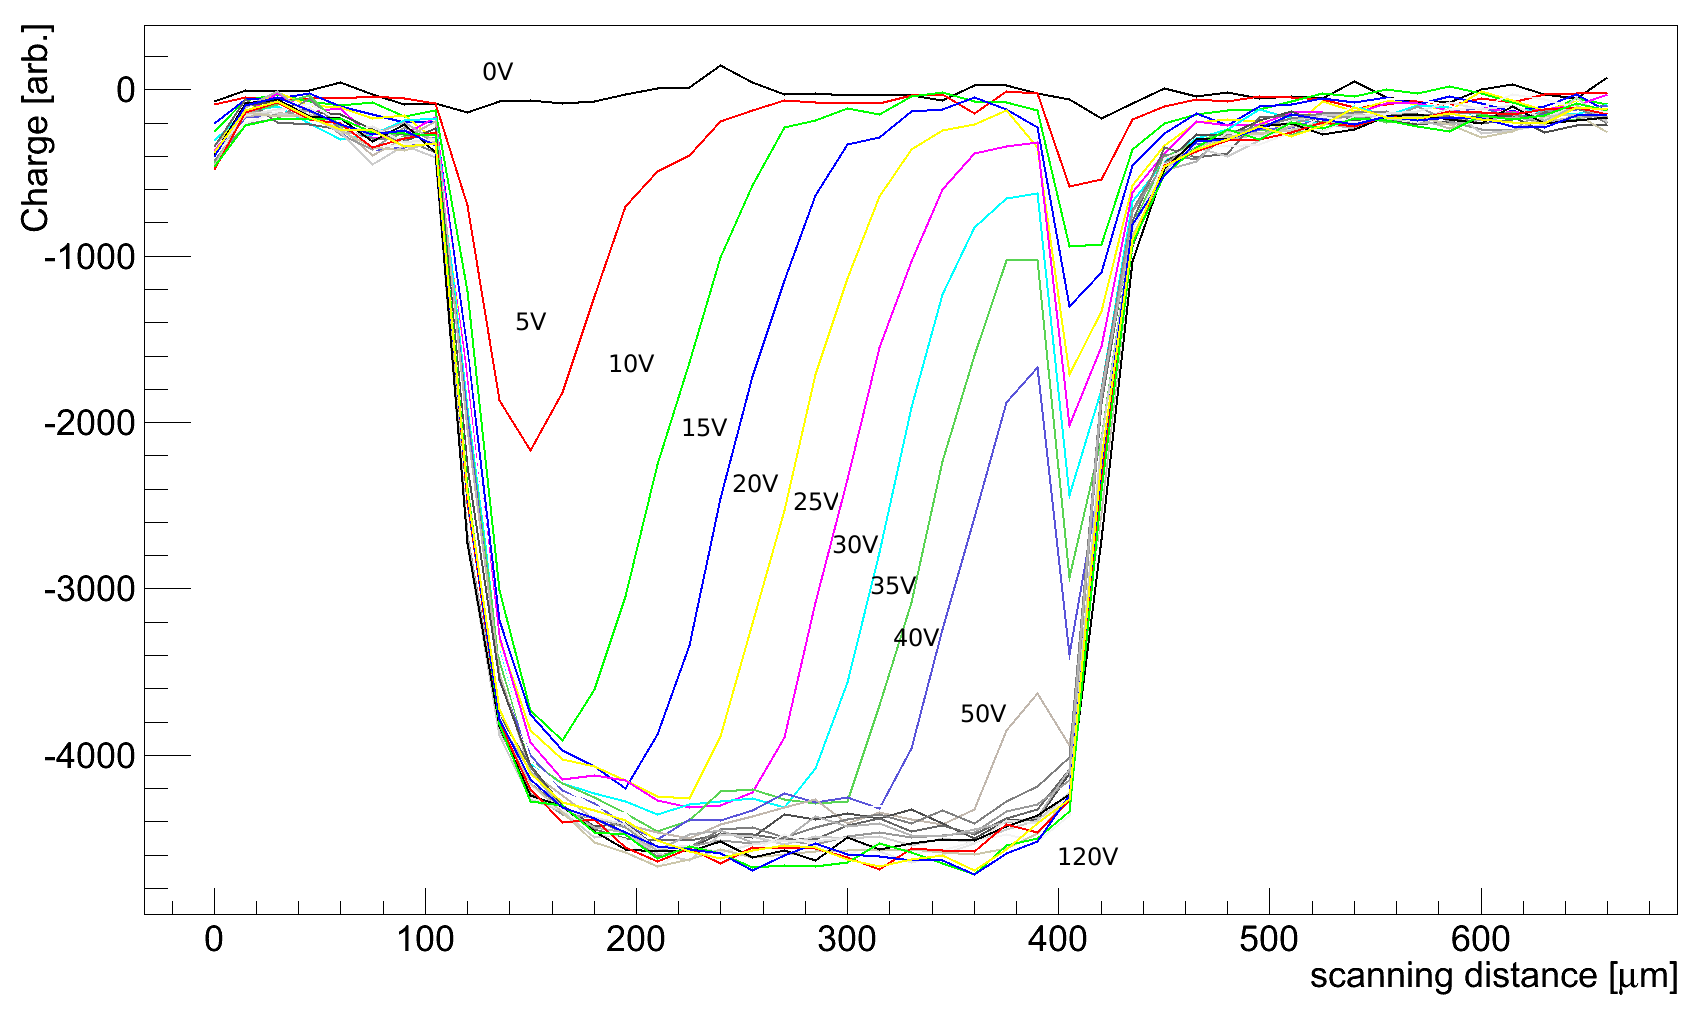 Charge [arb.]
0
-1000
-2000
-3000
-4000
0V
5V
10V
15V
20V
25V
30V
35V
40V
50V
120V
0 100 200 300 400 500 600
scanning distance [μm]